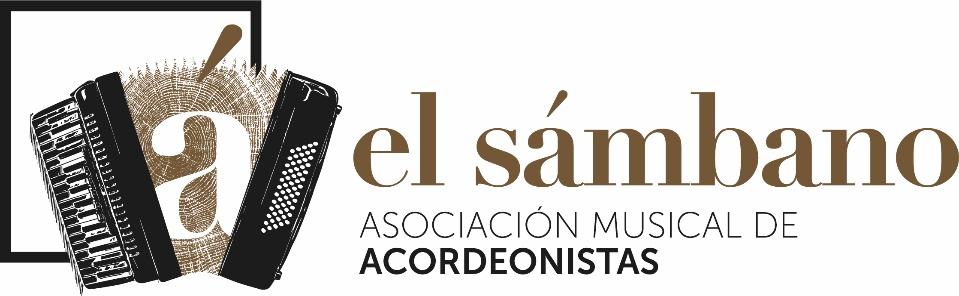 á
el sámbano
ASOCIACIÓN MUSICAL DE
ACORDEONISTAS